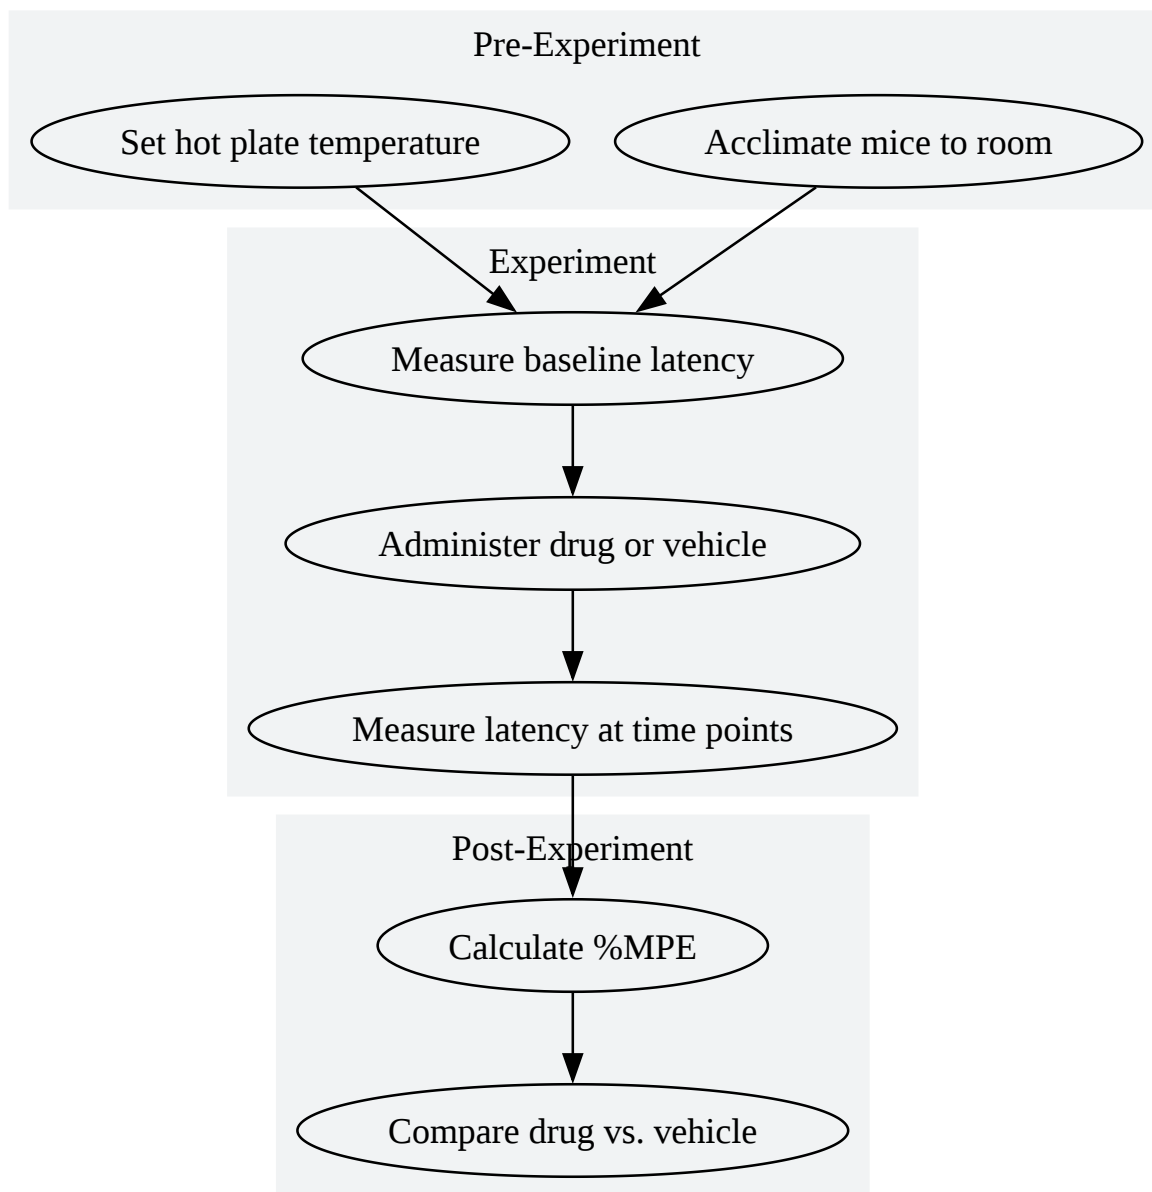 Pre-Experiment
Set hot plate temperature
Acclimate mice to room
Experiment
Measure baseline latency
Administer drug or vehicle
Measure latency at time points
Post-Experiment
Calculate %MPE
Compare drug vs. vehicle